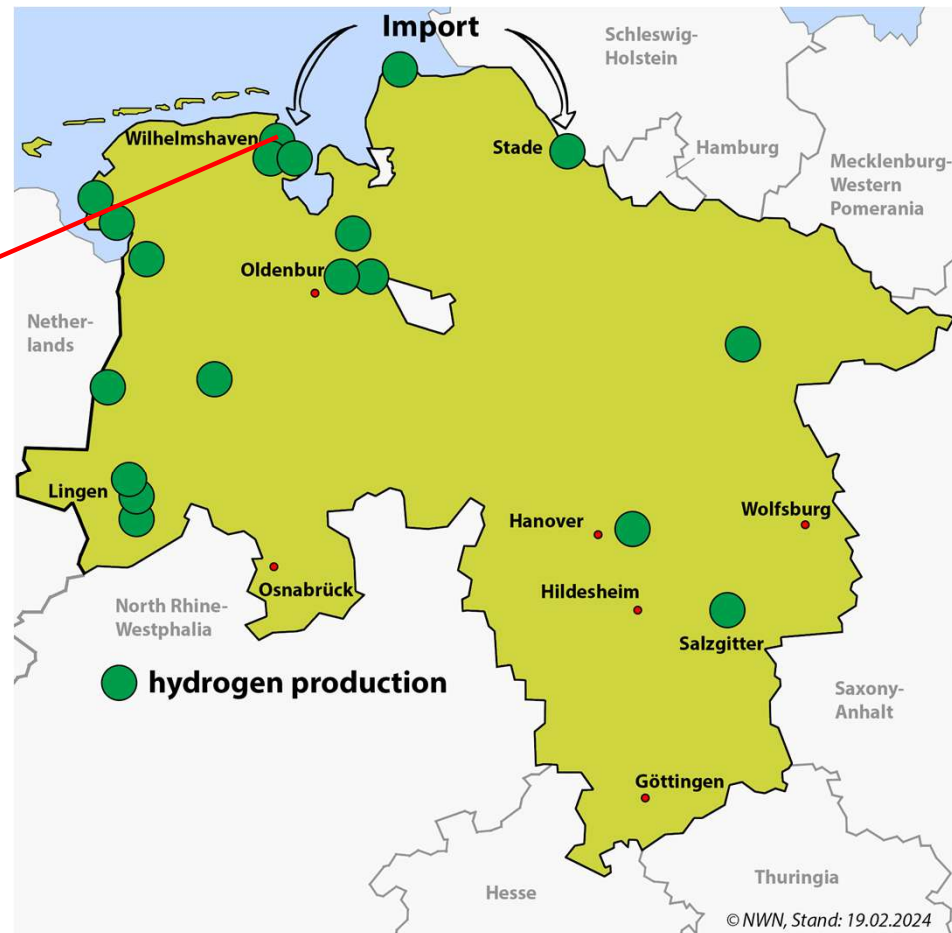 Import
Schleswig-
Holstein
Wilhelmshaven
Stade
Hamburg
Mecklenburg-
Western
Pomerania
Oldenbur
Nether-
lands
Lingen
Hanover
Wolfsburg
Osnabrück
Hildesheim
North Rhine-
Westphalia
Salzgitter
hydrogen production
Saxony-
Anhalt
Göttingen
Thuringia
Hesse
© NWN, Stand: 19.02.2024